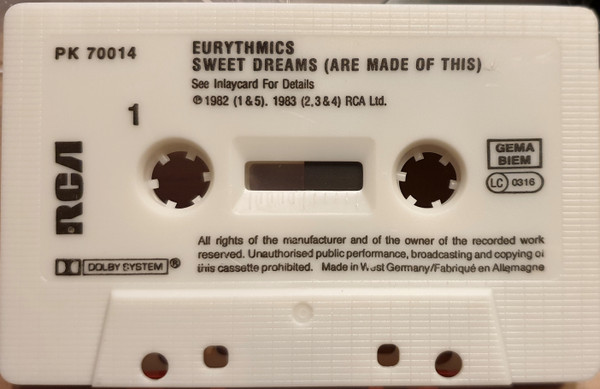 PK 70014
EURYTHMICS
SWEET DREAMS (ARE MADE OF THIS)
See Inlaycard For Details
℗ 1982 (1 & 5). 1983 (2, 3 & 4) RCA Ltd.
1
RCA
GEMA
BIEM
LC 0316
DOLBY SYSTEM®
All rights of the manufacturer and of the owner of the recorded work
reserved. Unauthorised public performance, broadcasting and copying of
this cassette prohibited. Made in West Germany/Fabriqué en Allemagne